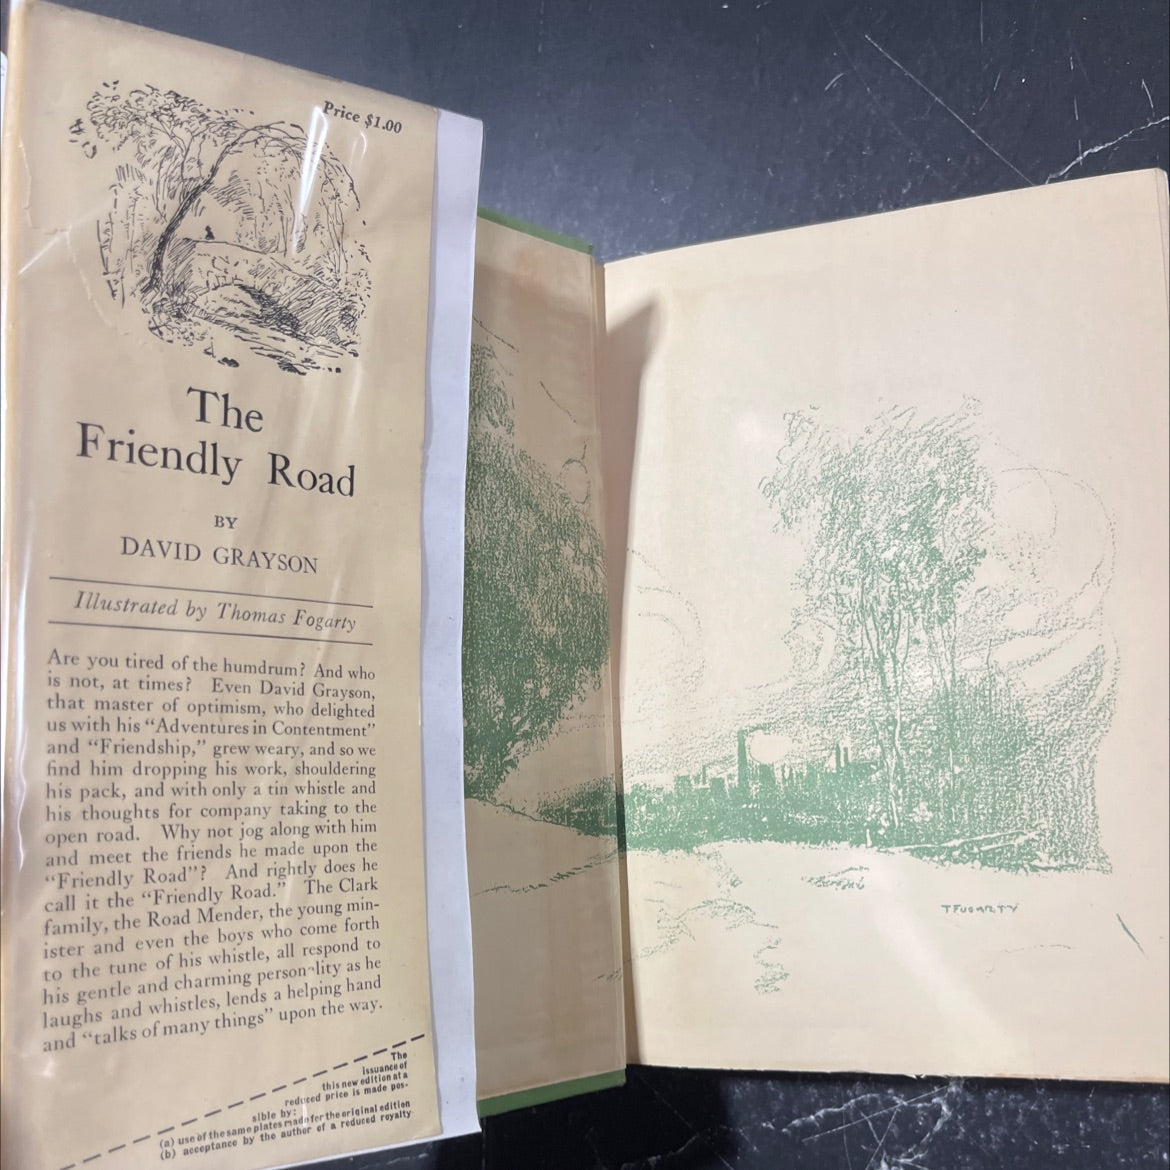 Price $1.00
The
Friendly Road
BY
DAVID GRAYSON
Illustrated by Thomas Fogarty
Are you tired of the humdrum? And who
is not, at times? Even David Grayson,
that master of optimism, who delighted
us with his "Adventures in Contentment"
and "Friendship," grew weary, and so we
find him dropping his work, shouldering
his pack, and with only a tin whistle and
his thoughts for company taking to the
open road. Why not jog along with him
and meet the friends he made upon the
"Friendly Road"? And rightly does he
call it the "Friendly Road." The Clark
family, the Road Mender, the young min-
ister and even the boys who come forth
to the tune of his whistle, all respond to
his gentle and charming personality as he
laughs and whistles, lends a helping hand
and "talks of many things" upon the way.
The
issuance of
this new edition at a
reduced price is made pos-
sible by:
(a) use of the same plates made for the original edition
(b) acceptance by the author of a reduced royalty
T FOGARTY